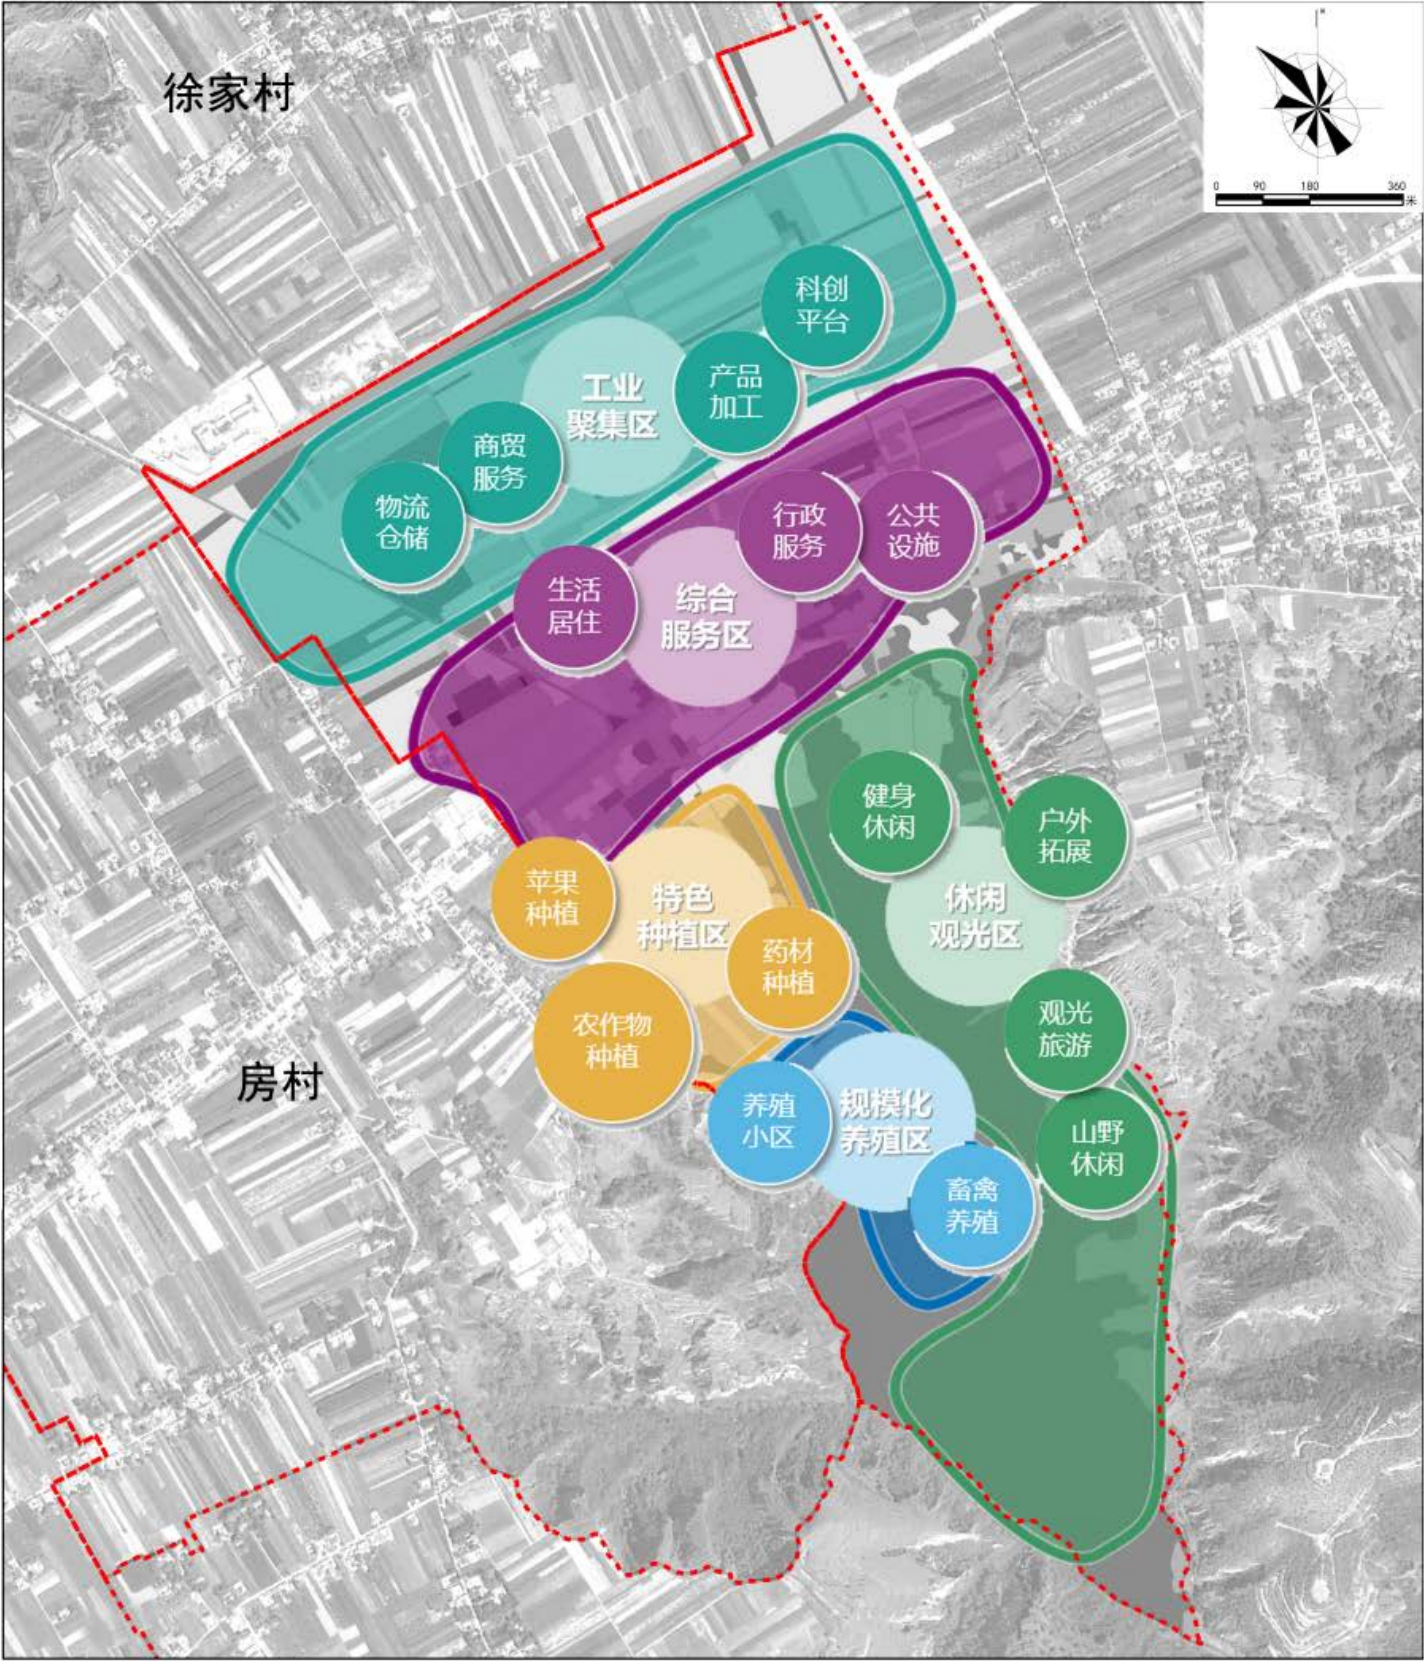 徐家村
0 90 180 360
米
科创
平台
产品
加工
工业
聚集区
商贸
服务
物流
仓储
行政
服务
公共
设施
综合
服务区
生活
居住
健身
休闲
户外
拓展
休闲
观光区
苹果
种植
特色
种植区
药材
种植
农作物
种植
观光
旅游
山野
休闲
规模化
养殖区
养殖
小区
畜禽
养殖
房村